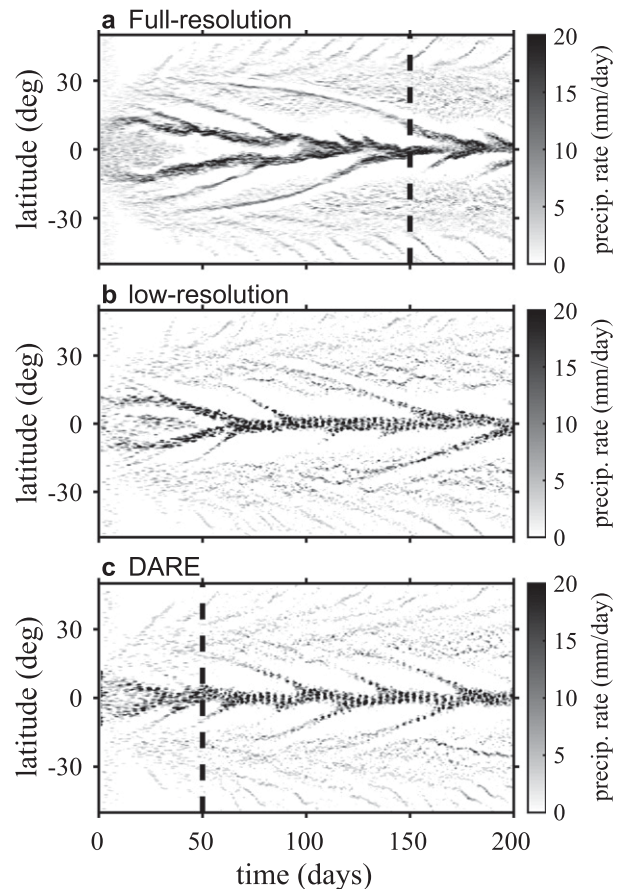 a Full-resolution
latitude (deg)
30
0
-30
20
15
10
5
0
precip. rate (mm/day)
b low-resolution
latitude (deg)
30
0
-30
20
15
10
5
0
precip. rate (mm/day)
c DARE
latitude (deg)
30
0
-30
20
15
10
5
0
precip. rate (mm/day)
0 50 100 150 200
time (days)